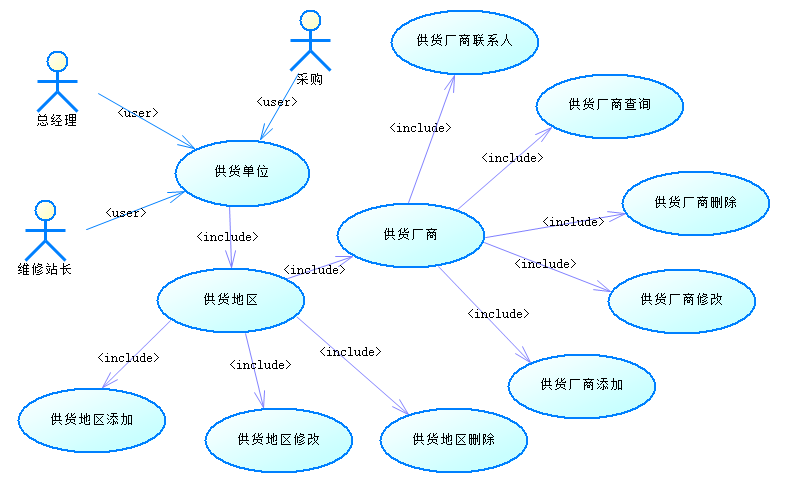 供货厂商联系人
采购
<user>
供货厂商查询
总经理
<user>
<include>
<include>
供货单位
供货厂商删除
<user>
<include>
供货厂商
<include>
维修站长
<include>
<include>
供货地区
供货厂商修改
<include>
<include>
<include>
<include>
供货厂商添加
供货地区添加
供货地区修改
供货地区删除